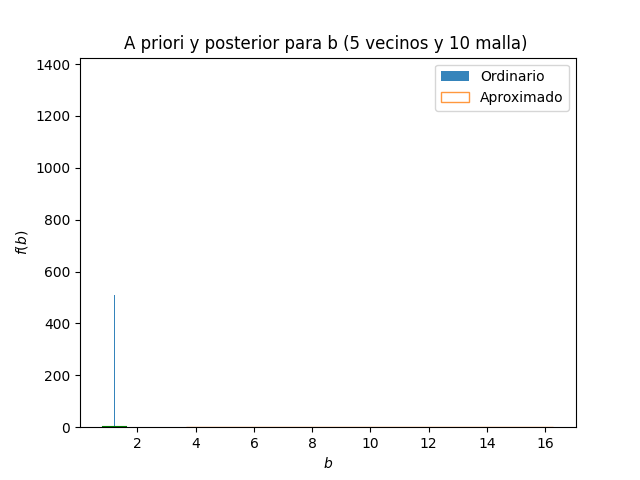 A priori y posterior para b (5 vecinos y 10 malla)
Ordinario
Aproximado
1400
1200
1000
800
600
400
200
0
f(b)
2 4 6 8 10 12 14 16
b